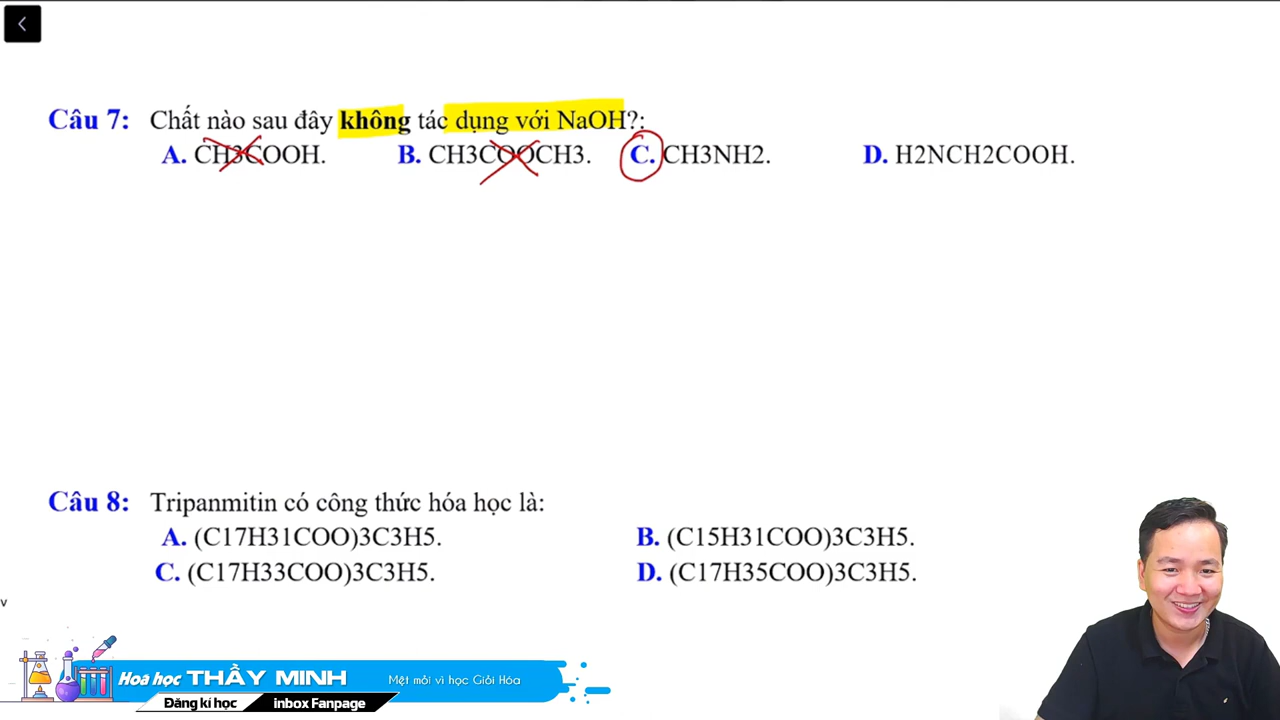 Câu 7: Chất nào sau đây không tác dụng với NaOH?:
A. CH3COOH. B. CH3COOCH3. C. CH3NH2. D. H2NCH2COOH.
Câu 8: Tripanmitin có công thức hóa học là:
A. (C17H31COO)3C3H5. B. (C15H31COO)3C3H5.
C. (C17H33COO)3C3H5. D. (C17H35COO)3C3H5.
v
Hoá học THẦY MINH Mệt mỏi vì học Giỏi Hóa
Đăng kí học inbox Fanpage